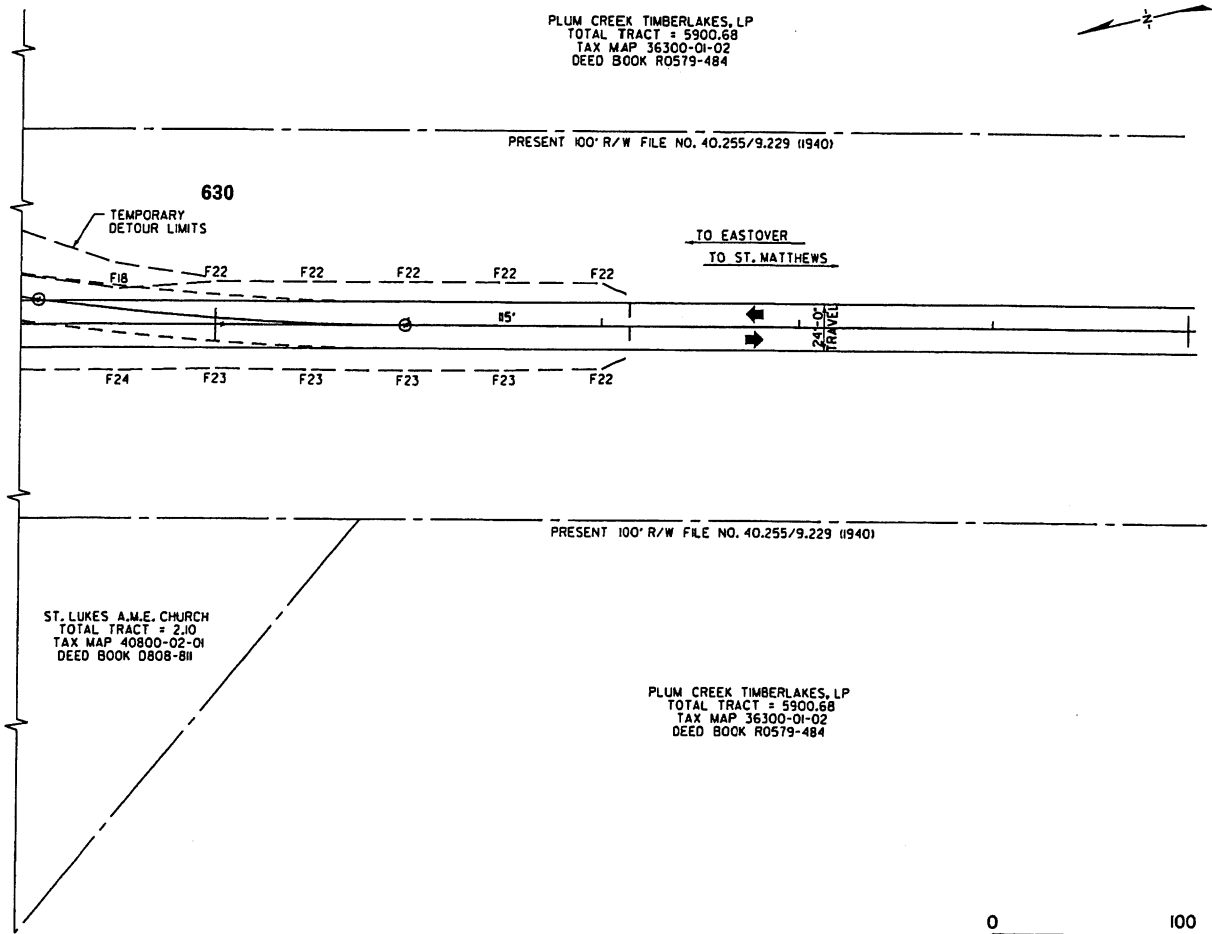 PLUM CREEK TIMBERLAKES, LP
TOTAL TRACT = 5900.68
TAX MAP 36300-01-02
DEED BOOK R0579-484
N
PRESENT 100' R/W FILE NO. 40.255/9.229 (1940)
630
TEMPORARY
DETOUR LIMITS
TO EASTOVER
TO ST. MATTHEWS
F18
F22
F22
F22
F22
F22
115'
24'-0"
TRAVEL
F24
F23
F23
F23
F23
F22
PRESENT 100' R/W FILE NO. 40.255/9.229 (1940)
ST. LUKES A.M.E. CHURCH
TOTAL TRACT = 2.10
TAX MAP 40800-02-01
DEED BOOK D808-811
PLUM CREEK TIMBERLAKES, LP
TOTAL TRACT = 5900.68
TAX MAP 36300-01-02
DEED BOOK R0579-484
0 100